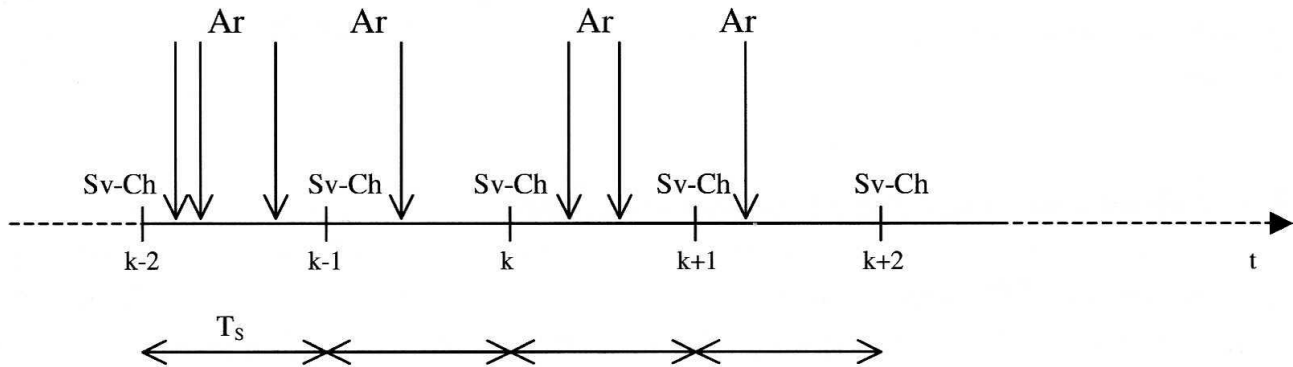 Ar Ar Ar Ar
Sv-Ch Sv-Ch Sv-Ch Sv-Ch Sv-Ch
k-2 k-1 k k+1 k+2 t
T_S